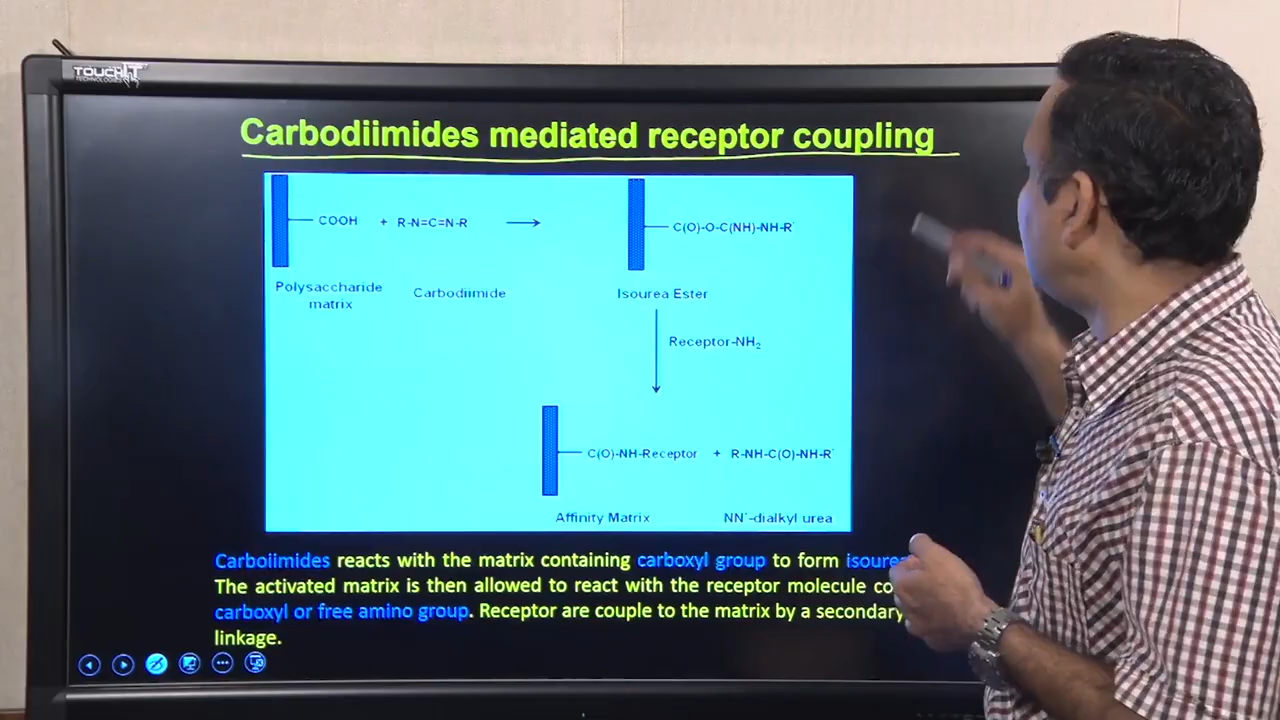 TOUCHIT
TECHNOLOGIES
Carbodiimides mediated receptor coupling
COOH + R-N=C=N-R
C(O)-O-C(NH)-NH-R'
Polysaccharide
matrix
Carbodiimide
Isourea Ester
Receptor-NH2
C(O)-NH-Receptor + R-NH-C(O)-NH-R'
Affinity Matrix
NN'-dialkyl urea
Carboiimides reacts with the matrix containing carboxyl group to form
The activated matrix is then allowed to react with the receptor molecule
carboxyl or free amino group. Receptor are couple to the matrix by a secondary
linkage.